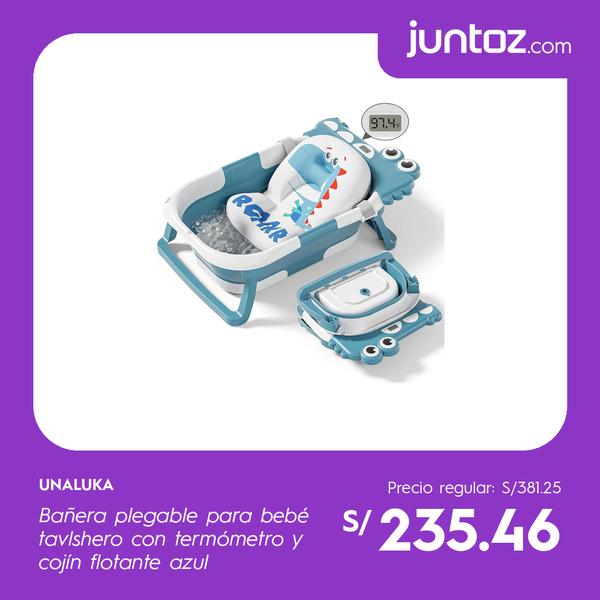 juntoz.com
97.4°F
ROAR
UNALUKA
Precio regular: S/381.25
Bañera plegable para bebé
tavlshero con termómetro y
cojín flotante azul
S/ 235.46